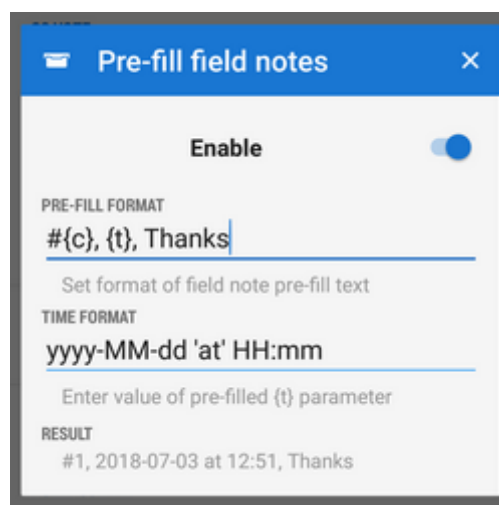 Pre-fill field notes
Enable
PRE-FILL FORMAT
#{c}, {t}, Thanks
Set format of field note pre-fill text
TIME FORMAT
yyyy-MM-dd 'at' HH:mm
Enter value of pre-filled {t} parameter
RESULT
#1, 2018-07-03 at 12:51, Thanks